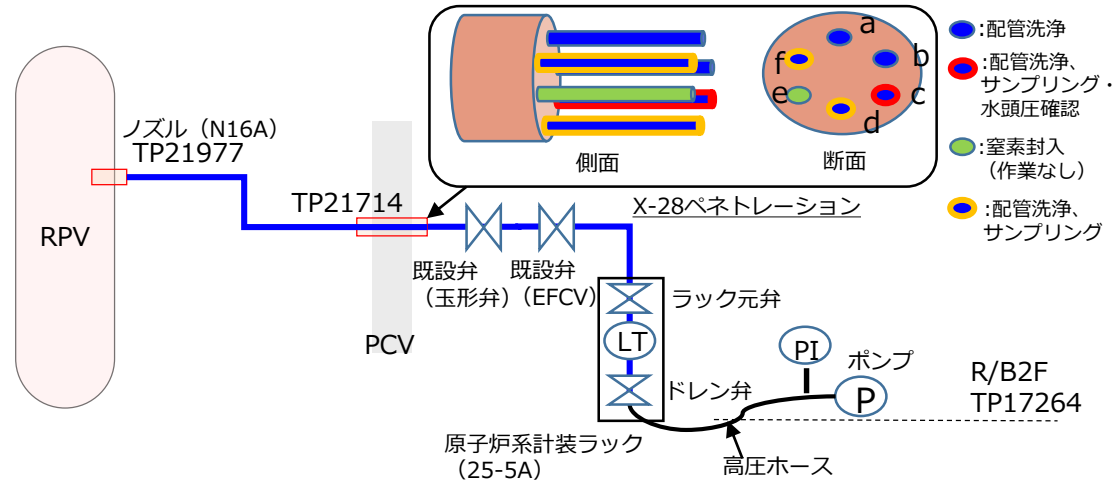 ノズル（N16A）
TP21977
RPV
TP21714
PCV
a
b
c
d
e
f
側面
断面
X-28ペネトレーション
:配管洗浄
:配管洗浄、
サンプリング・
水頭圧確認
:窒素封入
(作業なし)
:配管洗浄、
サンプリング
既設弁
（玉形弁）
既設弁
（EFCV）
ラック元弁
LT
ドレン弁
PI
ポンプ
P
R/B2F
TP17264
原子炉系計装ラック
（25-5A）
高圧ホース